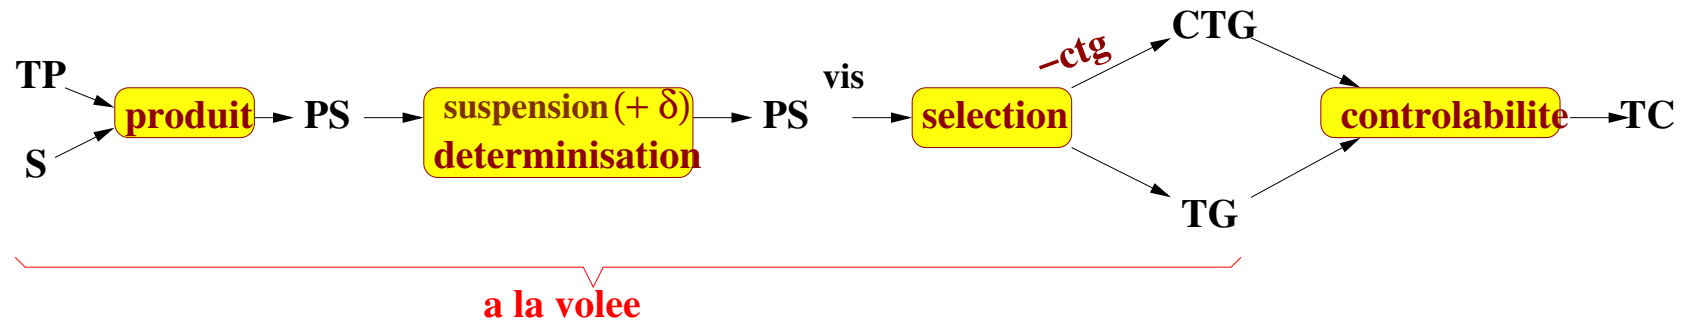 TP
S
produit
PS
suspension (+ δ)
determinisation
PS
vis
selection
–ctg
CTG
TG
controlabilite
TC
a la volee